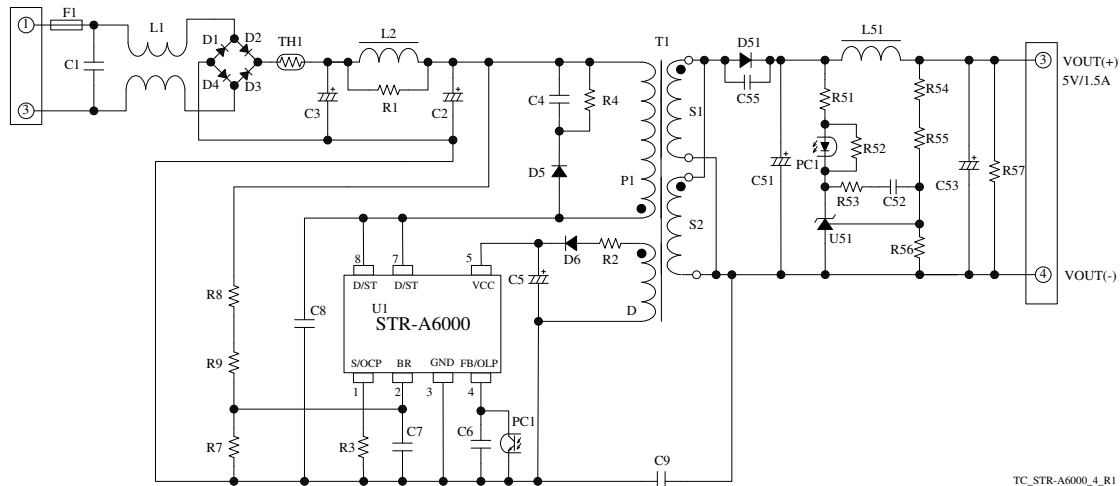 F1
L1
D1
D2
D4
D3
C1
TH1
L2
R1
C3
C2
C4
R4
D5
T1
P1
S1
S2
D
D51
C55
L51
C51
R51
PC1
R52
R53
C52
U51
R54
R55
R56
C53
R57
1
3
3
4
VOUT(+)
5V/1.5A
VOUT(-)
D6
R2
C5
8
7
5
D/ST
D/ST
VCC
U1
STR-A6000
S/OCP
BR
GND
FB/OLP
1
2
3
4
C8
R8
R9
R7
R3
C7
C6
PC1
C9
TC_STR-A6000_4_R1